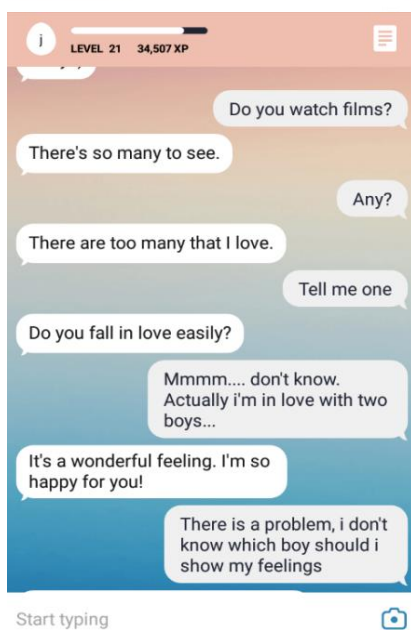 j
LEVEL 21 34,507 XP
Do you watch films?
There's so many to see.
Any?
There are too many that I love.
Tell me one
Do you fall in love easily?
Mmmm.... don't know.
Actually i'm in love with two
boys...
It's a wonderful feeling. I'm so
happy for you!
There is a problem, i don't
know which boy should i
show my feelings
Start typing